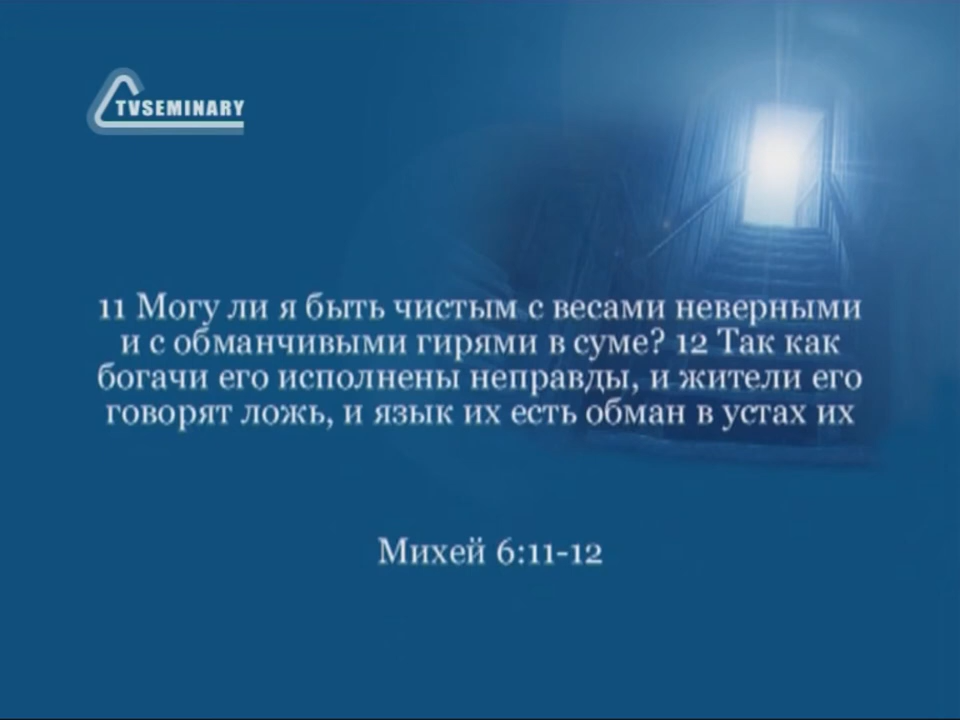 TVSEMINARY
11 Могу ли я быть чистым с весами неверными
и с обманчивыми гирями в суме? 12 Так как
богачи его исполнены неправды, и жители его
говорят ложь, и язык их есть обман в устах их
Михей 6:11-12